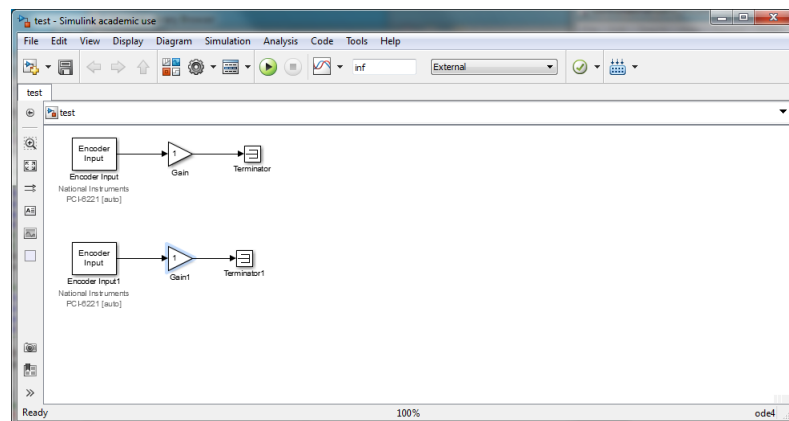 test - Simulink academic use
File Edit View Display Diagram Simulation Analysis Code Tools Help
inf
External
test
test
Encoder
Input
1
Encoder Input
Gain
Terminator
National Instruments
PCI-6221 [auto]
Encoder
Input
1
Encoder Input1
Gain1
Terminator1
National Instruments
PCI-6221 [auto]
Ready
100%
ode4